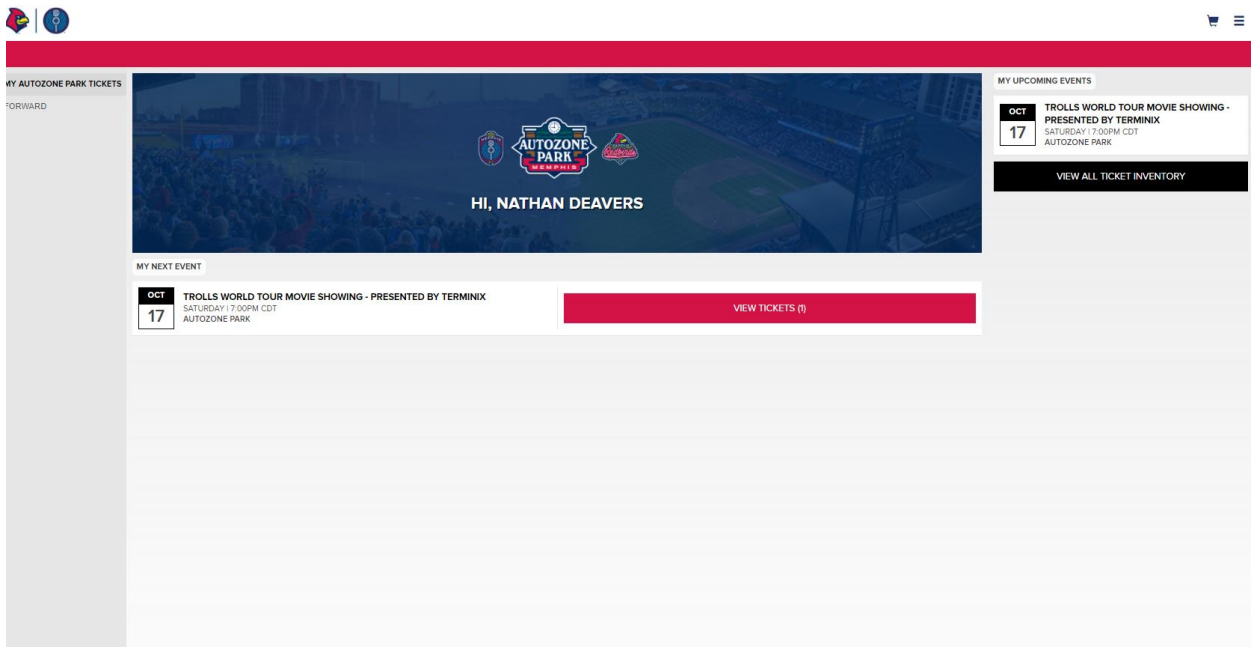 MY AUTOZONE PARK TICKETS
FORWARD
AUTOZONE
PARK
MEMPHIS
Redbirds
HI, NATHAN DEAVERS
MY NEXT EVENT
OCT
17
TROLLS WORLD TOUR MOVIE SHOWING - PRESENTED BY TERMINIX
SATURDAY | 7:00PM CDT
AUTOZONE PARK
VIEW TICKETS (1)
MY UPCOMING EVENTS
OCT
17
TROLLS WORLD TOUR MOVIE SHOWING -
PRESENTED BY TERMINIX
SATURDAY | 7:00PM CDT
AUTOZONE PARK
VIEW ALL TICKET INVENTORY